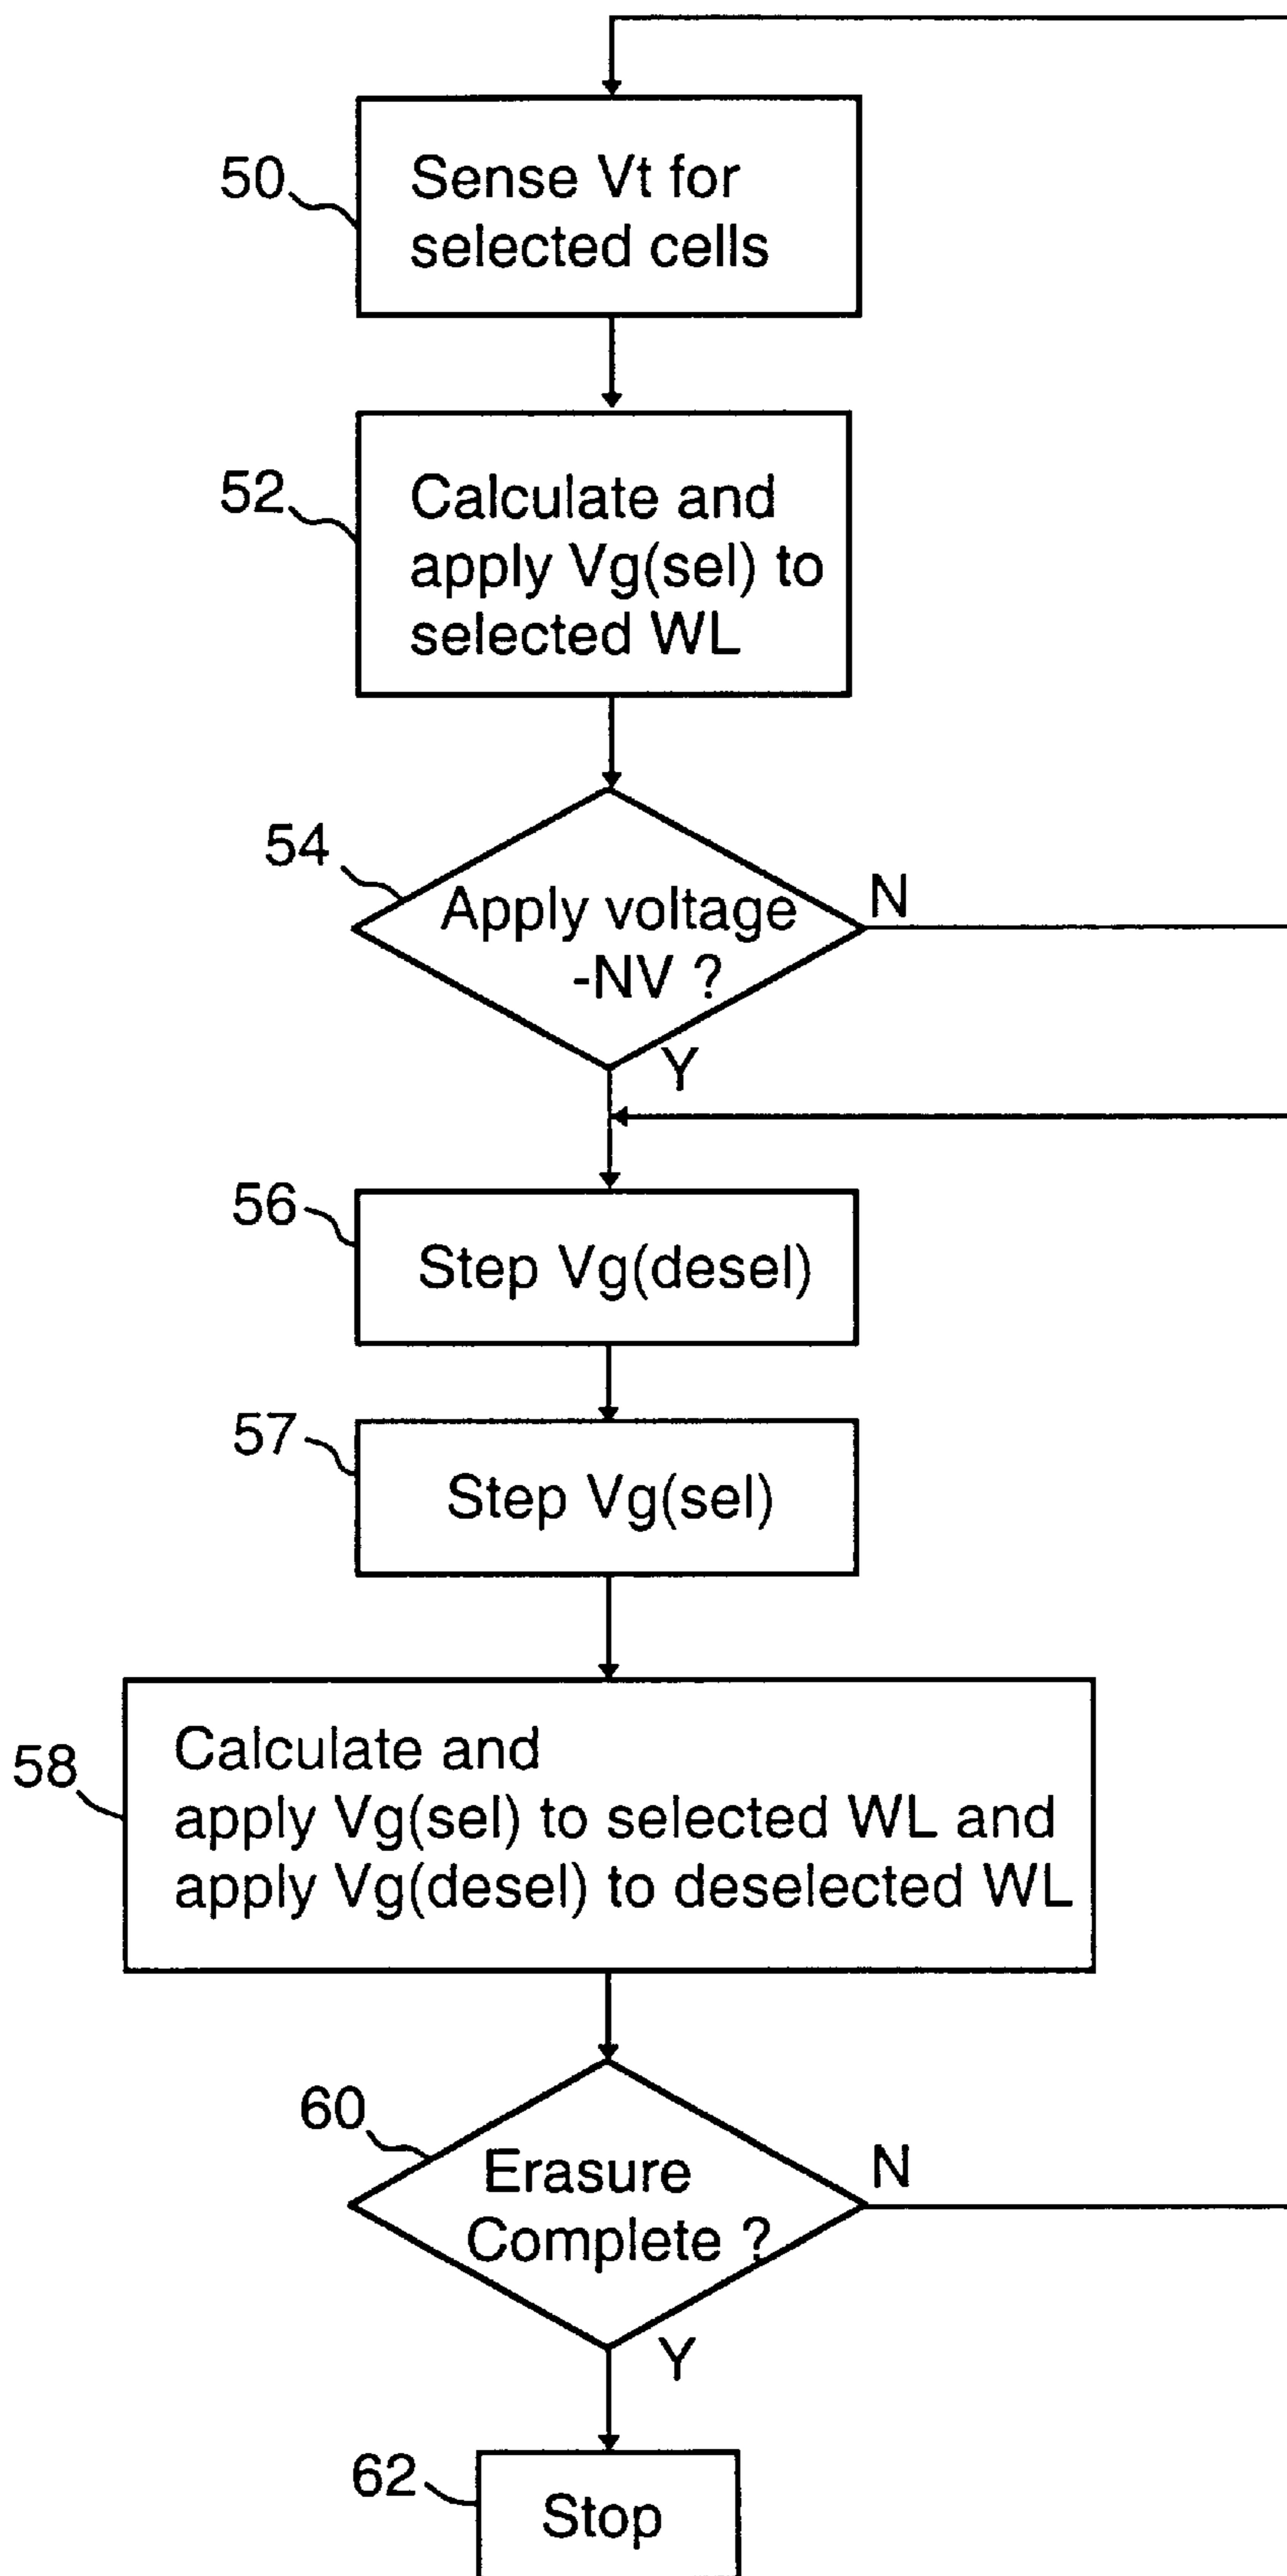 50
Sense Vt for
selected cells
52
Calculate and
apply Vg(sel) to
selected WL
54
Apply voltage
-NV ?
N
Y
56
Step Vg(desel)
57
Step Vg(sel)
58
Calculate and
apply Vg(sel) to selected WL and
apply Vg(desel) to deselected WL
60
Erasure
Complete ?
N
Y
62
Stop